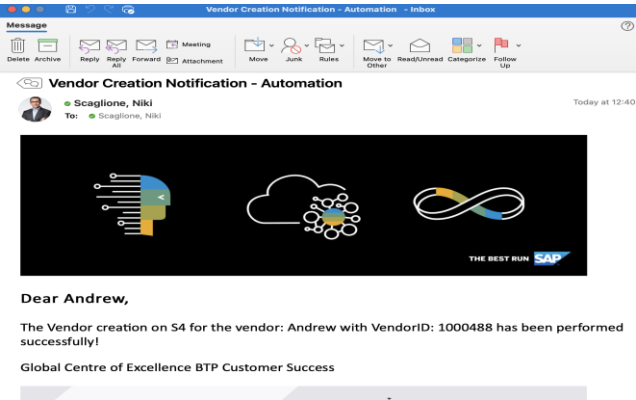 Vendor Creation Notification - Automation - Inbox
Message
Delete Archive Reply Reply All Forward Meeting Attachment Move Junk Rules Move to Other Read/Unread Categorize Follow Up
Vendor Creation Notification - Automation
Scaglione, Niki
Today at 12:40
To: Scaglione, Niki
THE BEST RUN SAP
Dear Andrew,
The Vendor creation on S4 for the vendor: Andrew with VendorID: 1000488 has been performed
successfully!
Global Centre of Excellence BTP Customer Success